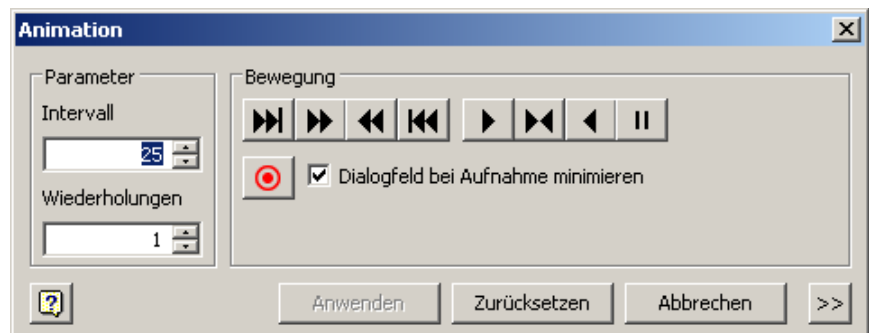 Animation
Parameter
Intervall
25
Wiederholungen
1
Bewegung
Dialogfeld bei Aufnahme minimieren
Anwenden Zurücksetzen Abbrechen >>